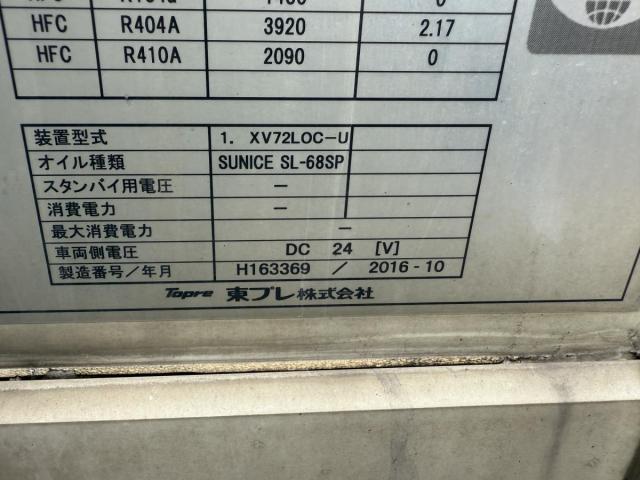 HFC R404A 3920 2.17
HFC R410A 2090 0
装置型式 1. XV72LOC-U
オイル種類 SUNICE SL-68SP
スタンバイ用電圧 －
消費電力 －
最大消費電力 －
車両側電圧 DC 24 [V]
製造番号／年月 H163369 ／ 2016-10
Topre 東プレ株式会社